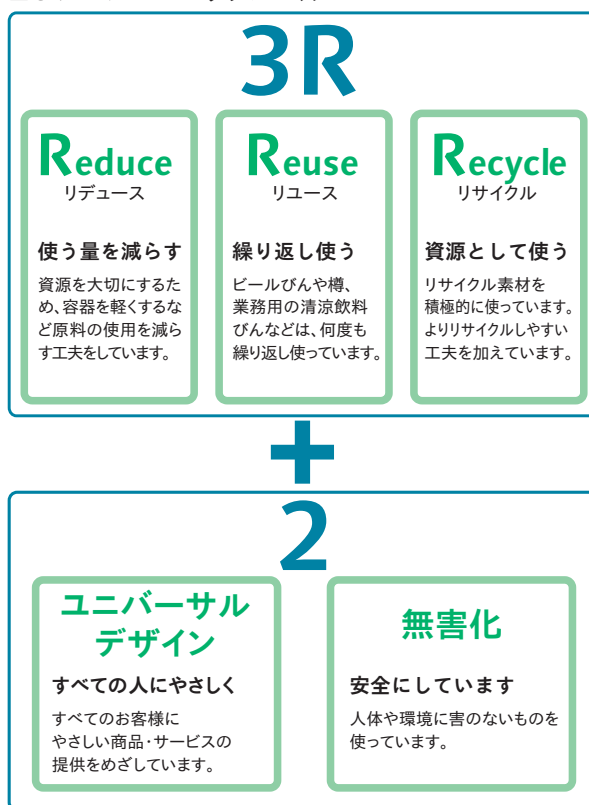 3R
Reduce
リデュース
使う量を減らす
資源を大切にするた
め、容器を軽くするな
ど原料の使用を減ら
す工夫をしています。
Reuse
リユース
繰り返し使う
ビールびんや樽、
業務用の清涼飲料
びんなどは、何度も
繰り返し使っています。
Recycle
リサイクル
資源として使う
リサイクル素材を
積極的に使っています。
よりリサイクルしやすい
工夫を加えています。
+
2
ユニバーサル
デザイン
すべての人にやさしく
すべてのお客様に
やさしい商品・サービスの
提供をめざしています。
無害化
安全にしています
人体や環境に害のないものを
使っています。